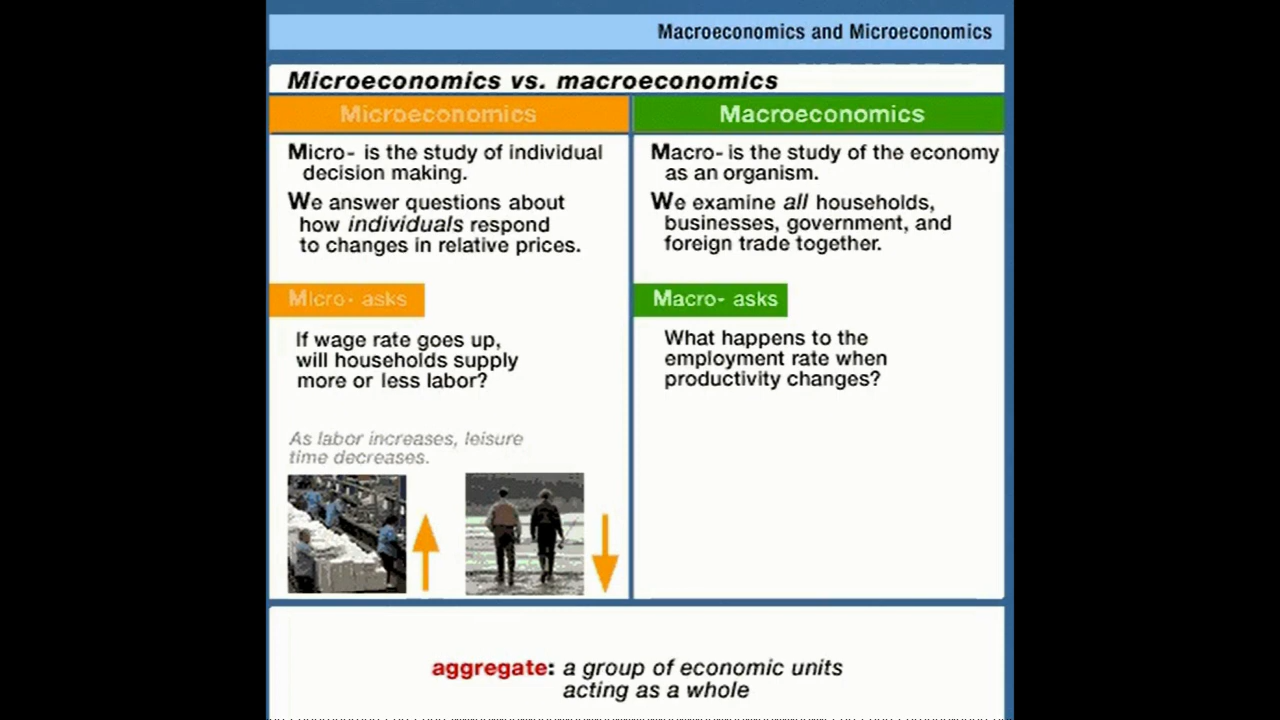 Macroeconomics and Microeconomics
Microeconomics vs. macroeconomics
Microeconomics
Micro- is the study of individual
decision making.
We answer questions about
how individuals respond
to changes in relative prices.
Micro- asks
If wage rate goes up,
will households supply
more or less labor?
As labor increases, leisure
time decreases.
Macroeconomics
Macro- is the study of the economy
as an organism.
We examine all households,
businesses, government, and
foreign trade together.
Macro- asks
What happens to the
employment rate when
productivity changes?
aggregate: a group of economic units
acting as a whole